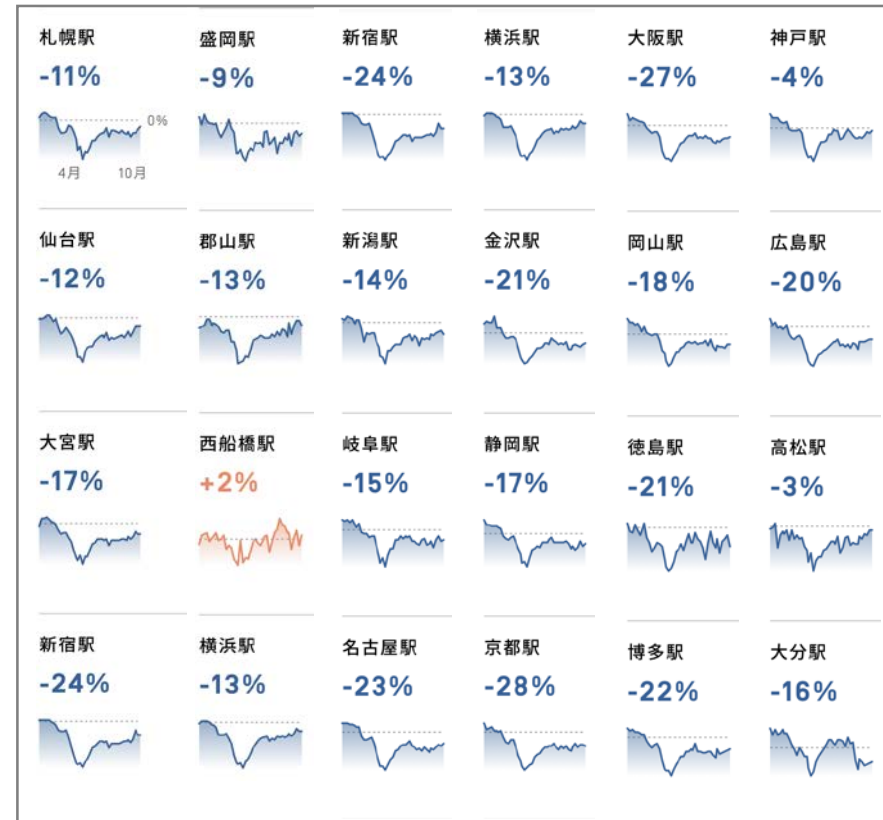 札幌駅
-11%
0%
4月 10月
盛岡駅
-9%
新宿駅
-24%
横浜駅
-13%
大阪駅
-27%
神戸駅
-4%
仙台駅
-12%
郡山駅
-13%
新潟駅
-14%
金沢駅
-21%
岡山駅
-18%
広島駅
-20%
大宮駅
-17%
西船橋駅
+2%
岐阜駅
-15%
静岡駅
-17%
徳島駅
-21%
高松駅
-3%
新宿駅
-24%
横浜駅
-13%
名古屋駅
-23%
京都駅
-28%
博多駅
-22%
大分駅
-16%